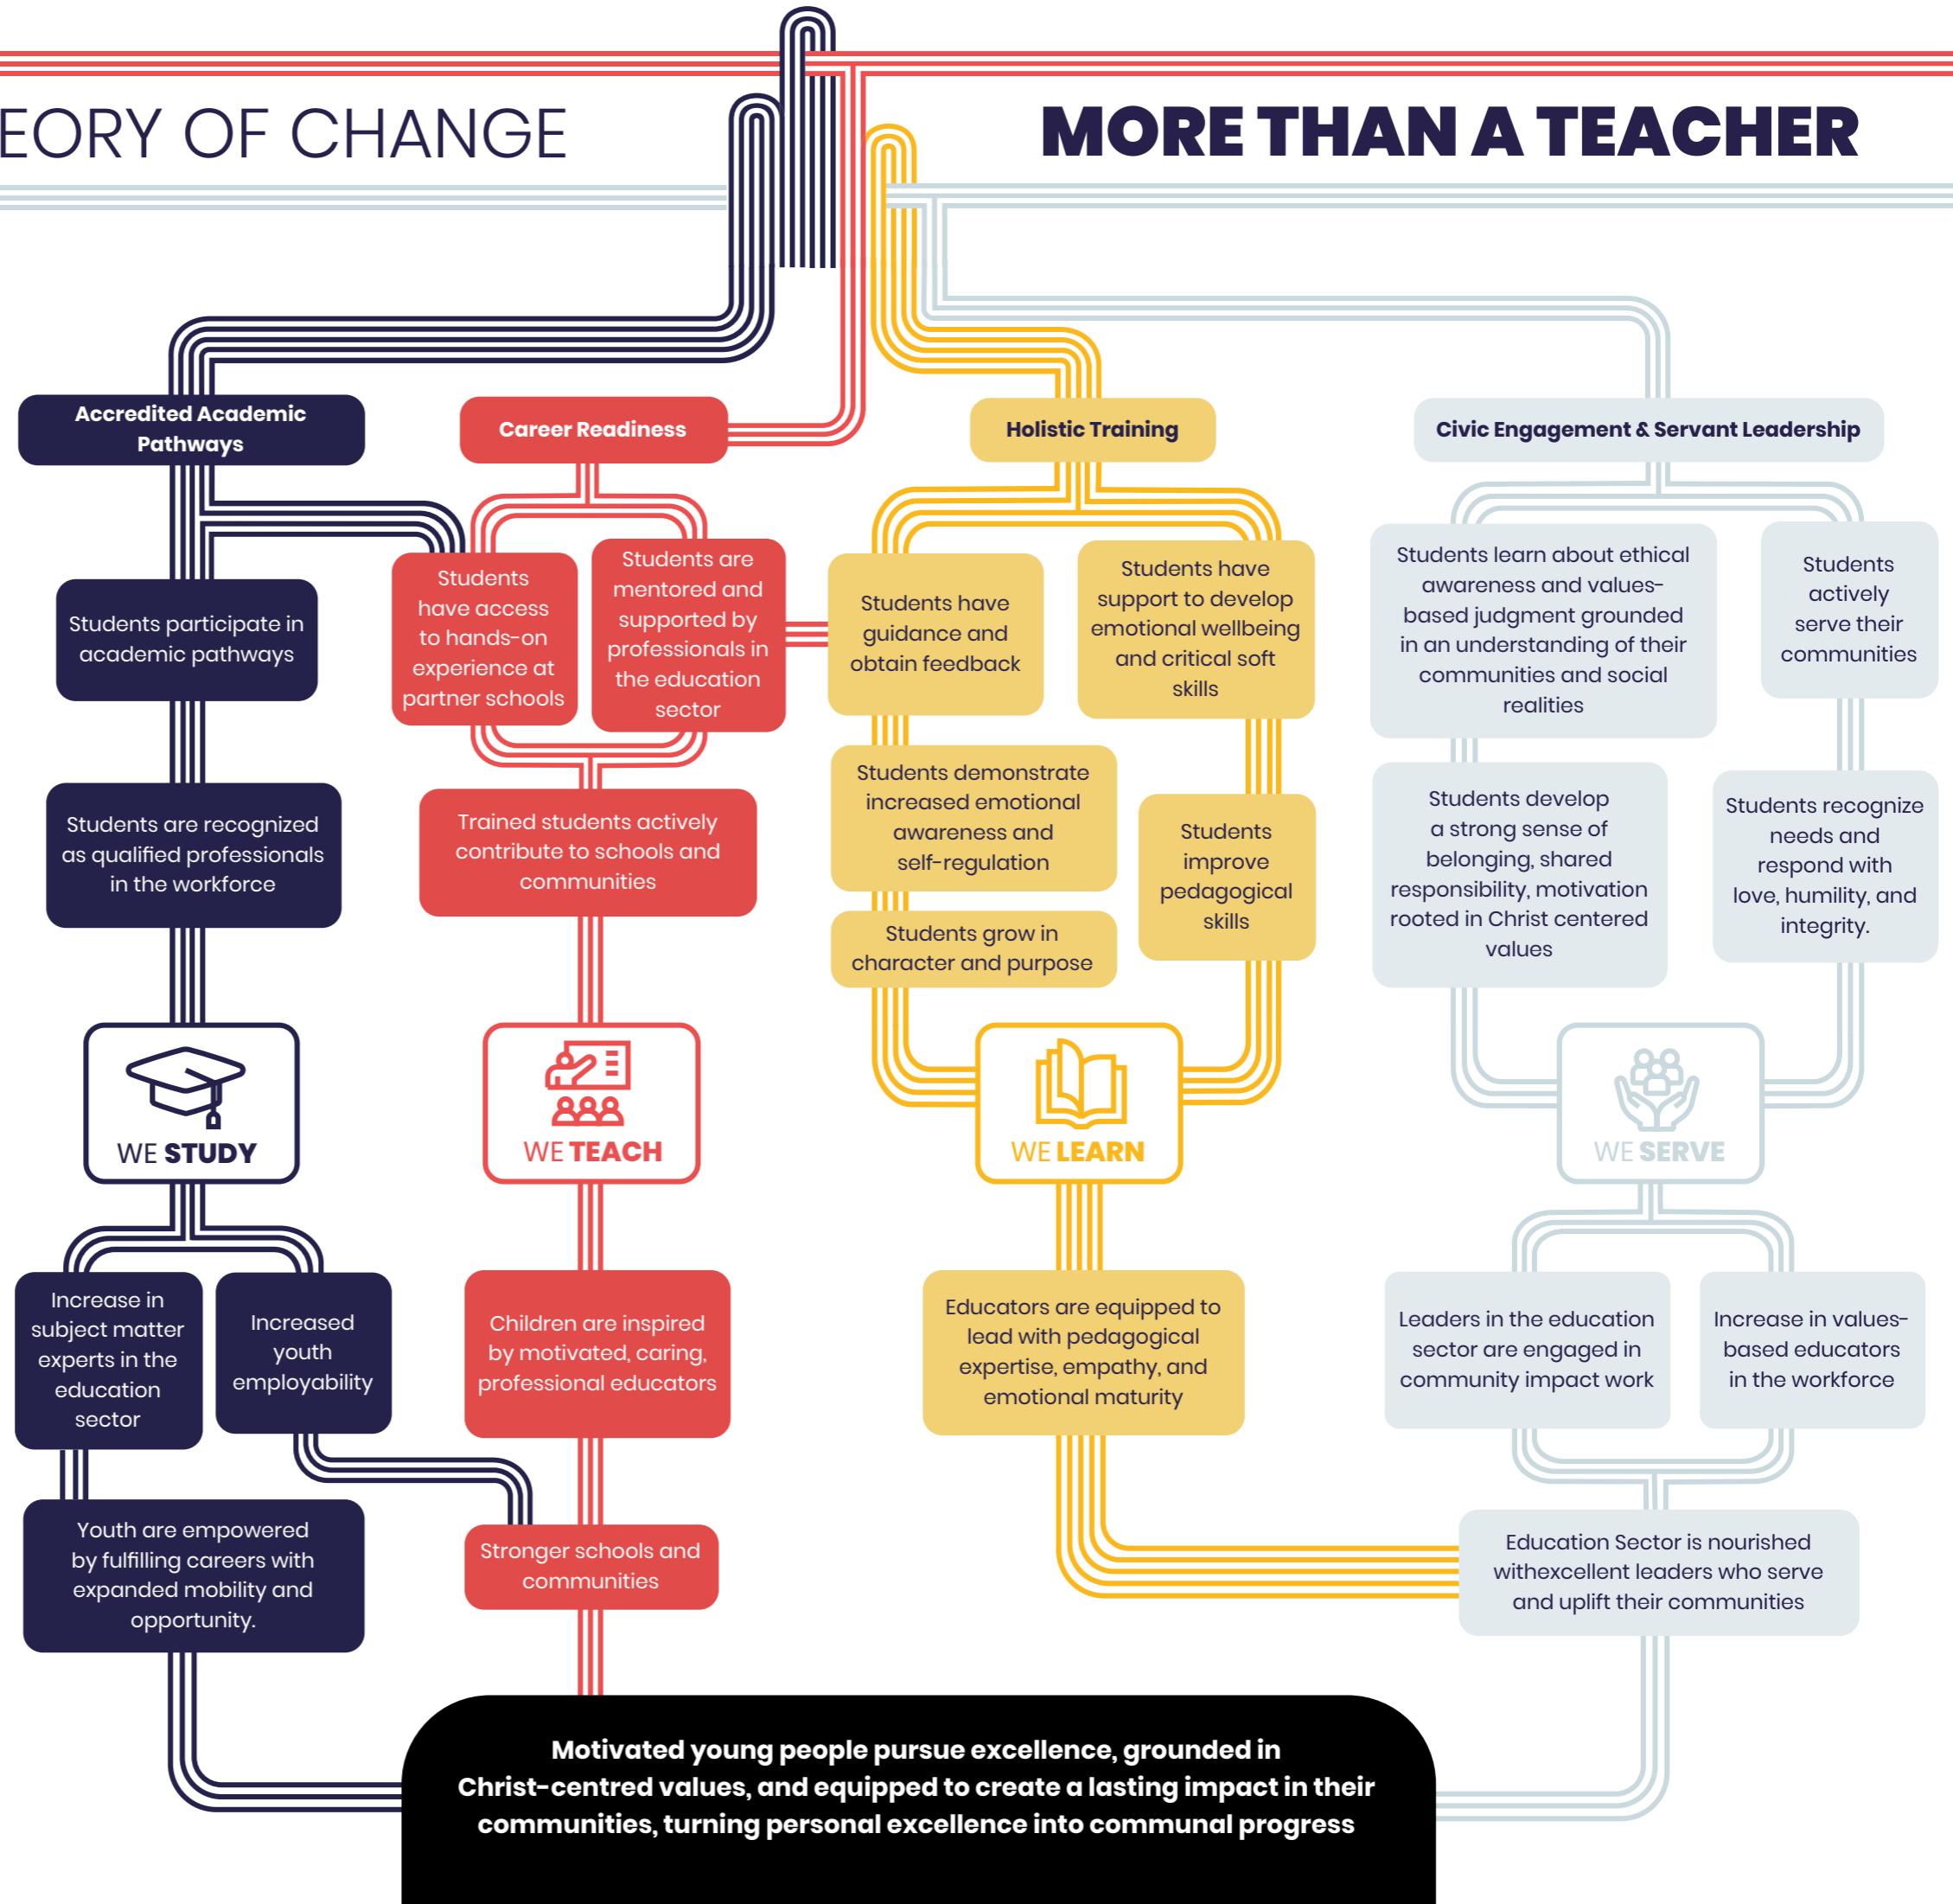 EORY OF CHANGE
MORE THAN A TEACHER
Accredited Academic
Pathways
Career Readiness
Holistic Training
Civic Engagement & Servant Leadership
Students participate in
academic pathways
Students
have access
to hands-on
experience at
partner schools
Students are
mentored and
supported by
professionals in
the education
sector
Students have
guidance and
obtain feedback
Students have
support to develop
emotional wellbeing
and critical soft
skills
Students learn about ethical
awareness and values-
based judgment grounded
in an understanding of their
communities and social
realities
Students
actively
serve their
communities
Students are recognized
as qualified professionals
in the workforce
Trained students actively
contribute to schools and
communities
Students demonstrate
increased emotional
awareness and
self-regulation
Students grow in
character and purpose
Students
improve
pedagogical
skills
Students develop
a strong sense of
belonging, shared
responsibility, motivation
rooted in Christ centered
values
Students recognize
needs and
respond with
love, humility, and
integrity.
WE STUDY
WE TEACH
WE LEARN
WE SERVE
Increase in
subject matter
experts in the
education
sector
Increased
youth
employability
Children are inspired
by motivated, caring,
professional educators
Educators are equipped to
lead with pedagogical
expertise, empathy, and
emotional maturity
Leaders in the education
sector are engaged in
community impact work
Increase in values-
based educators
in the workforce
Youth are empowered
by fulfilling careers with
expanded mobility and
opportunity.
Stronger schools and
communities
Education Sector is nourished
withexcellent leaders who serve
and uplift their communities
Motivated young people pursue excellence, grounded in
Christ-centred values, and equipped to create a lasting impact in their
communities, turning personal excellence into communal progress